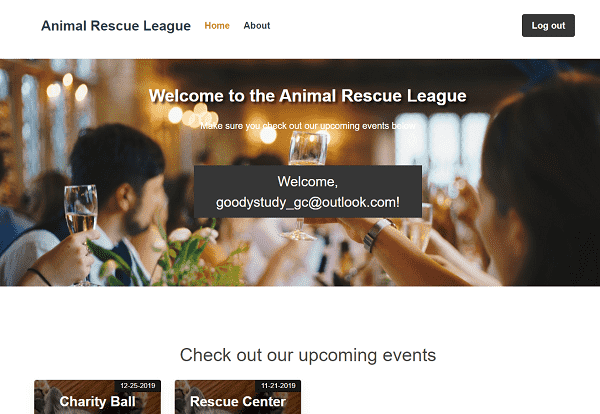 Animal Rescue League Home About Log out
Welcome to the Animal Rescue League
Make sure you check out our upcoming events below
Welcome,
goodystudy_gc@outlook.com!
Check out our upcoming events
12-25-2019 11-21-2019
Charity Ball Rescue Center